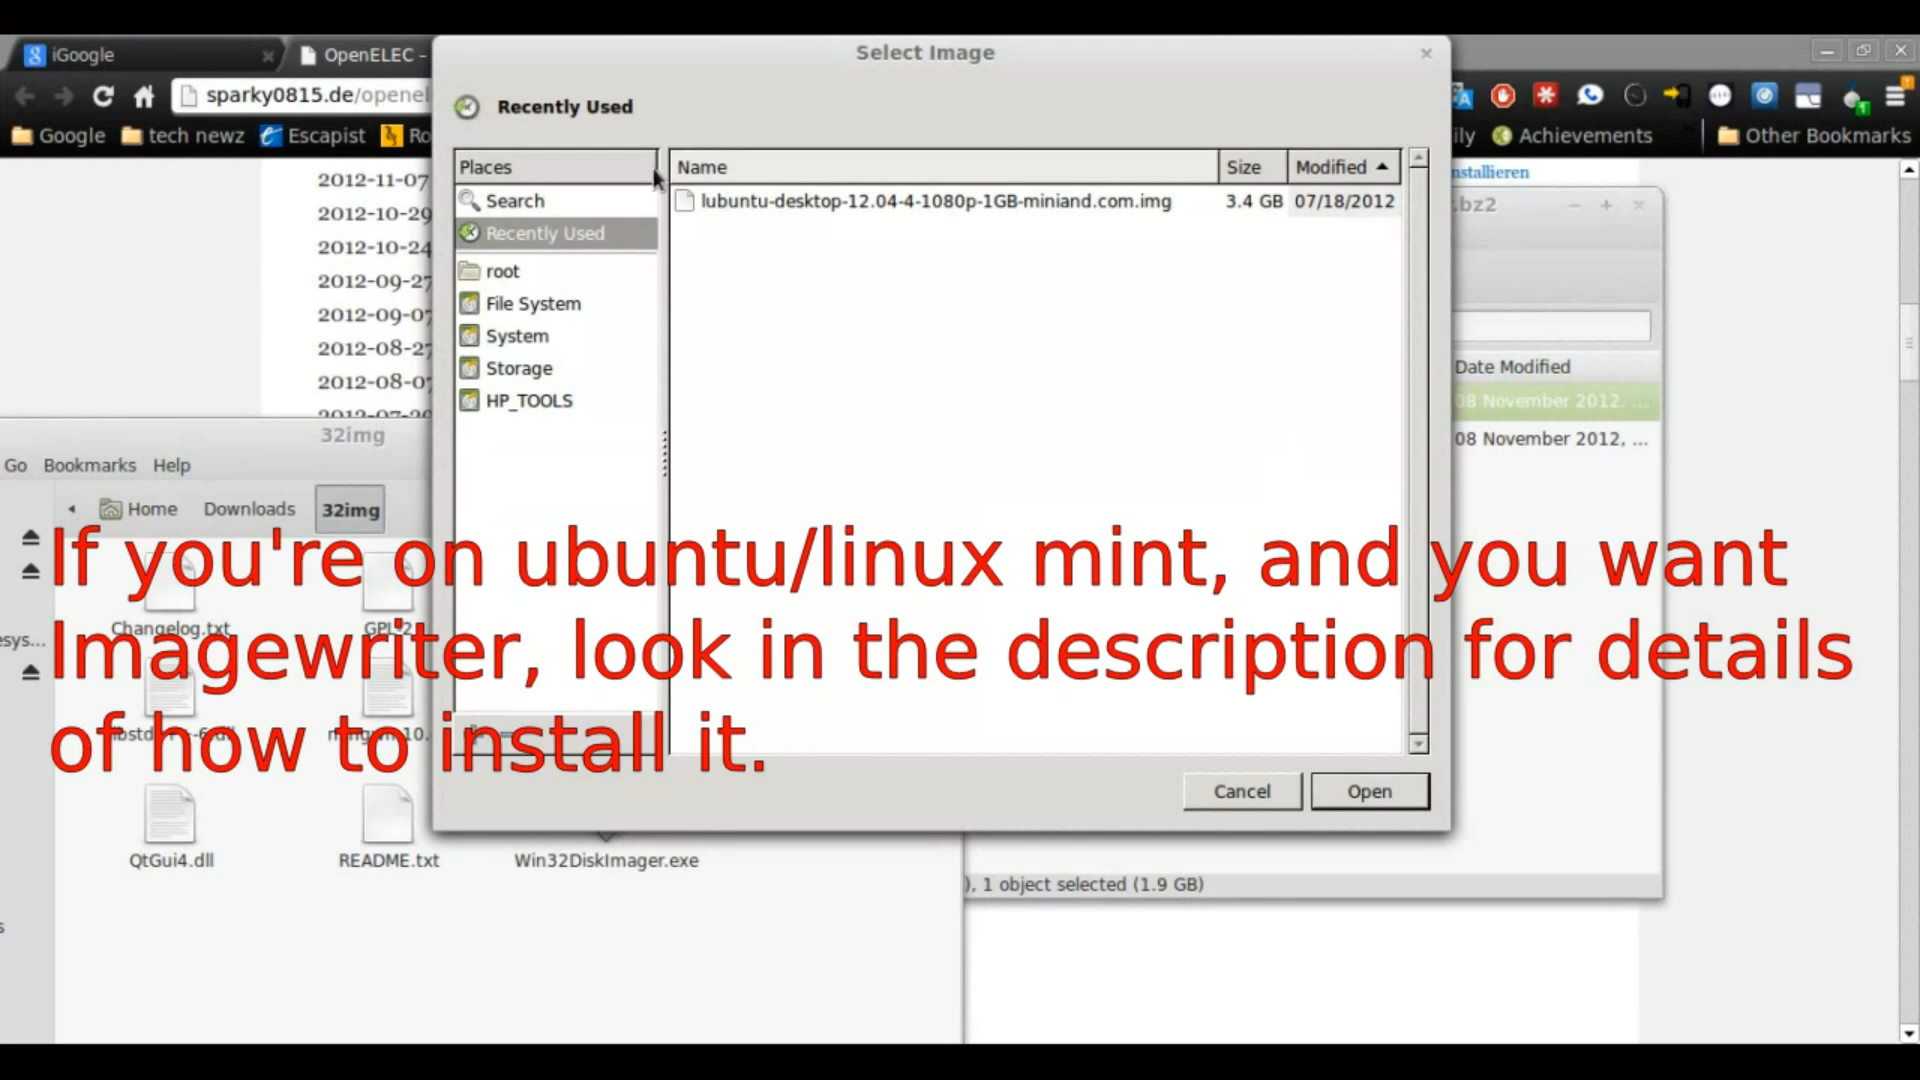 iGoogle
OpenELEC -
Select Image
sparky0815.de/openel
Recently Used
Google
tech newz
Escapist
Ro
ily
Achievements
Other Bookmarks
Places
Name
Size
Modified
Search
lubuntu-desktop-12.04-4-1080p-1GB-miniand.com.img
3.4 GB
07/18/2012
Recently Used
root
File System
System
Storage
HP_TOOLS
2012-11-07
2012-10-29
2012-10-24
2012-09-27
2012-09-07
2012-08-27
2012-08-07
nstallieren
.bz2
Date Modified
08 November 2012, ...
08 November 2012, ...
32img
Go
Bookmarks
Help
Home
Downloads
32img
If you're on ubuntu/linux mint, and you want
Imagewriter, look in the description for details
of how to install it.
Changelog.txt
GPL-2
esys...
Cancel
Open
QtGui4.dll
README.txt
Win32DiskImager.exe
), 1 object selected (1.9 GB)